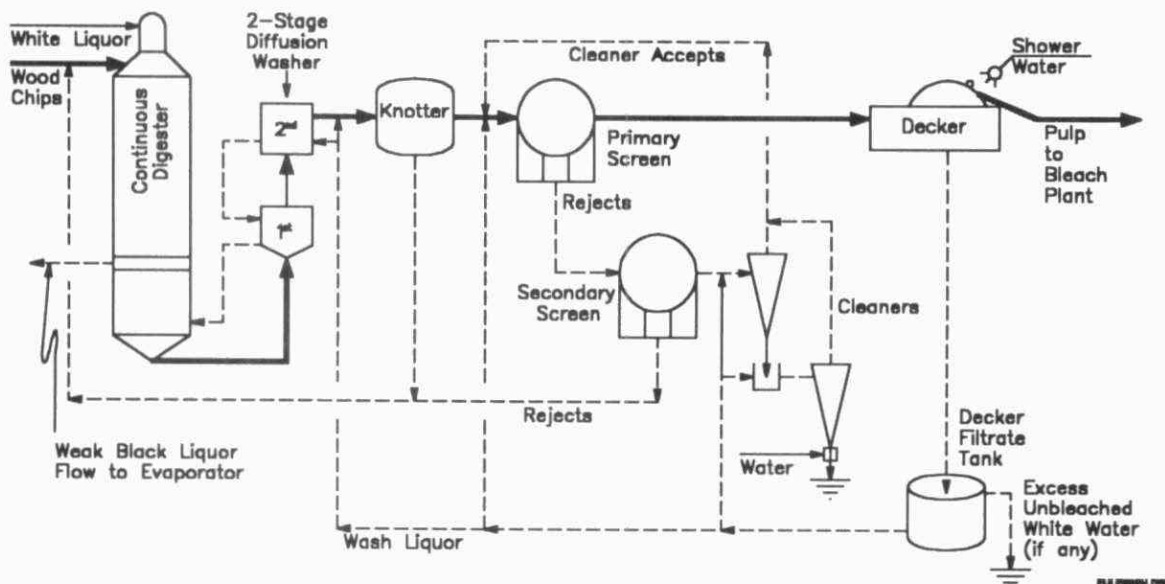 White Liquor
Wood
Chips
Continuous
Digester
2-Stage
Diffusion
Washer
2nd
1st
Knotter
Cleaner Accepts
Primary
Screen
Rejects
Secondary
Screen
Cleaners
Shower
Water
Decker
Pulp
to
Bleach
Plant
Rejects
Weak Black Liquor
Flow to Evaporator
Wash Liquor
Water
Decker
Filtrate
Tank
Excess
Unbleached
White Water
(if any)